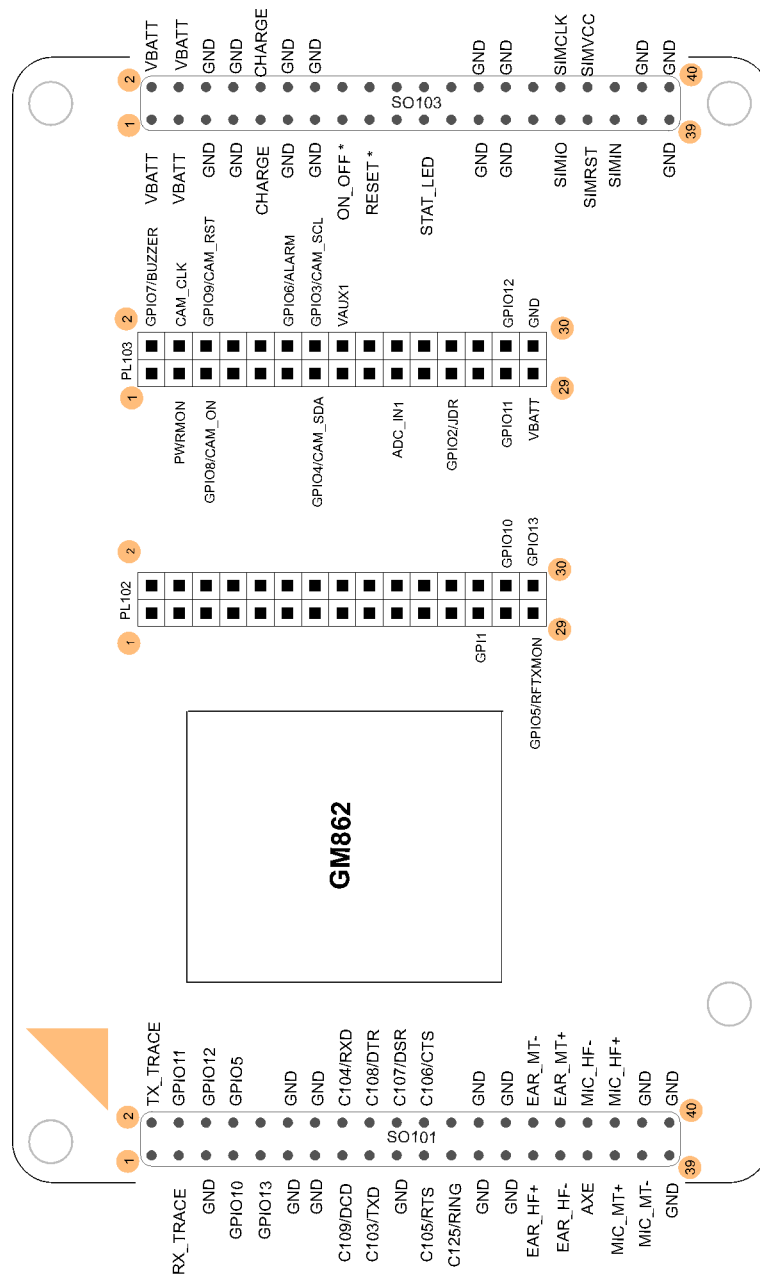 2
VBATT
VBATT
GND
GND
CHARGE
GND
GND
GND
GND
SIMCLK
SIMVCC
GND
GND
40
SO103
1
VBATT
VBATT
GND
GND
CHARGE
GND
GND
ON_OFF *
RESET *
STAT_LED
GND
GND
SIMIO
SIMRST
SIMIN
GND
39
2
GPIO7/BUZZER
CAM_CLK
GPIO9/CAM_RST
GPIO6/ALARM
GPIO3/CAM_SCL
VAUX1
GPIO12
GND
30
PL103
1
PWRMON
GPIO8/CAM_ON
GPIO4/CAM_SDA
ADC_IN1
GPIO2/JDR
GPIO11
VBATT
29
2
GPIO10
GPIO13
30
PL102
1
GPI1
GPIO5/RFTXMON
29
GM862
2
TX_TRACE
GPIO11
GPIO12
GPIO5
GND
GND
C104/RXD
C108/DTR
C107/DSR
C106/CTS
GND
GND
EAR_MT-
EAR_MT+
MIC_HF-
MIC_HF+
GND
GND
40
SO101
1
RX_TRACE
GND
GPIO10
GPIO13
GND
GND
C109/DCD
C103/TXD
GND
C105/RTS
C125/RING
GND
GND
EAR_HF+
EAR_HF-
AXE
MIC_MT+
MIC_MT-
GND
39